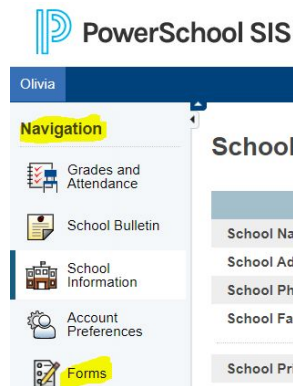 PowerSchool SIS
Olivia
Navigation
Grades and
Attendance
School Bulletin
School
Information
Account
Preferences
Forms
School
School Na
School Ad
School Ph
School Fa
School Pri